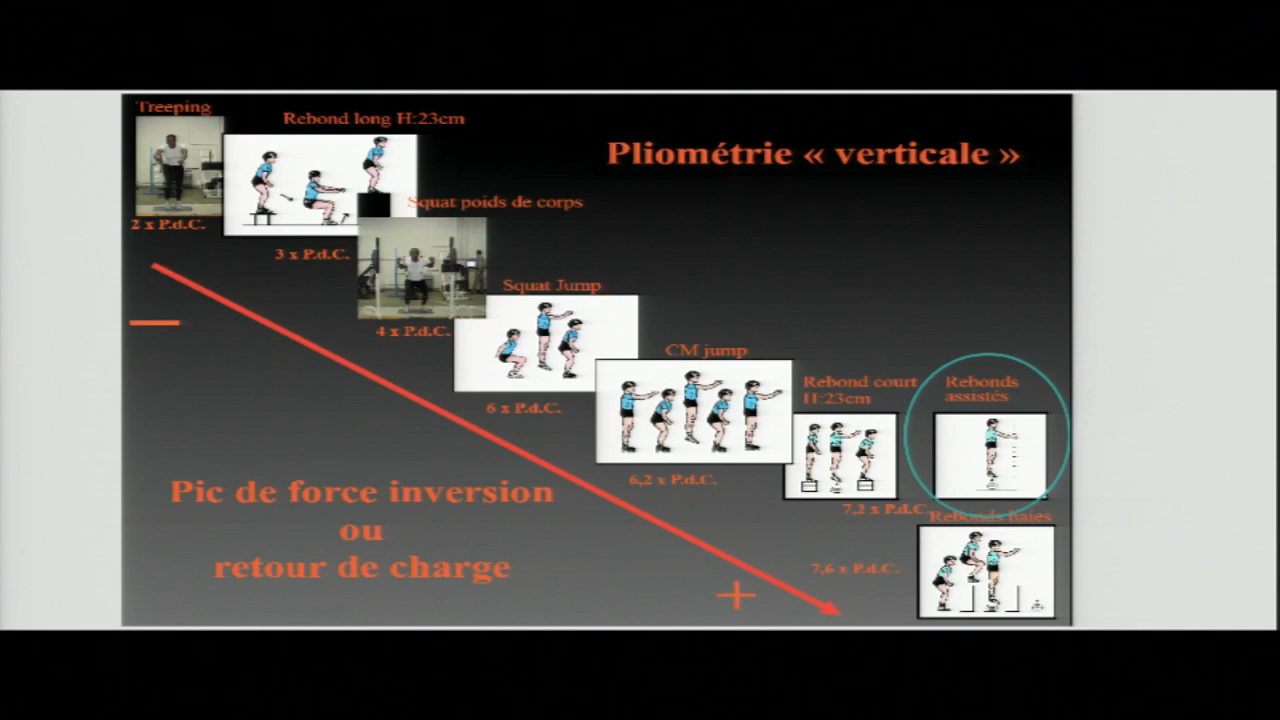 Treeping
Rebond long H:23cm
Pliométrie « verticale »
2 x P.d.C.
Squat poids de corps
3 x P.d.C.
Squat Jump
4 x P.d.C.
CM jump
6 x P.d.C.
Rebond court
H:23cm
Rebonds
assistés
6,2 x P.d.C.
Pic de force inversion
ou
retour de charge
7,2 x P.d.C.
Rebonds haies
7,6 x P.d.C.